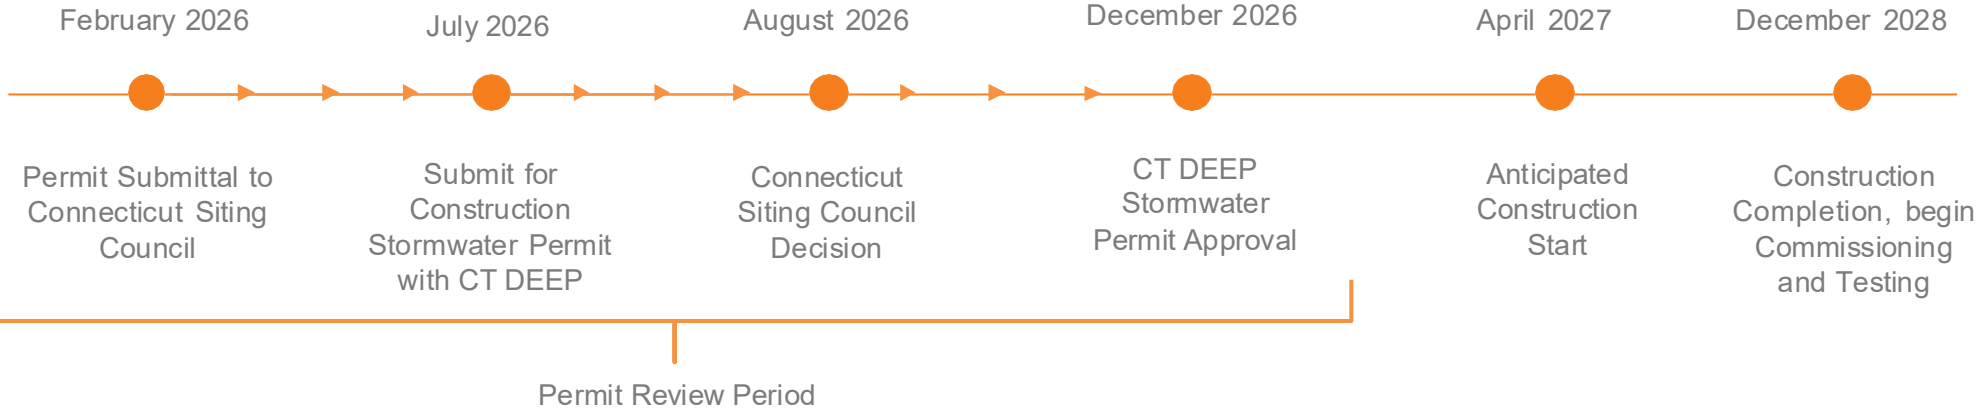 February 2026
Permit Submittal to
Connecticut Siting
Council
July 2026
Submit for
Construction
Stormwater Permit
with CT DEEP
August 2026
Connecticut
Siting Council
Decision
December 2026
CT DEEP
Stormwater
Permit Approval
April 2027
Anticipated
Construction
Start
December 2028
Construction
Completion, begin
Commissioning
and Testing
Permit Review Period